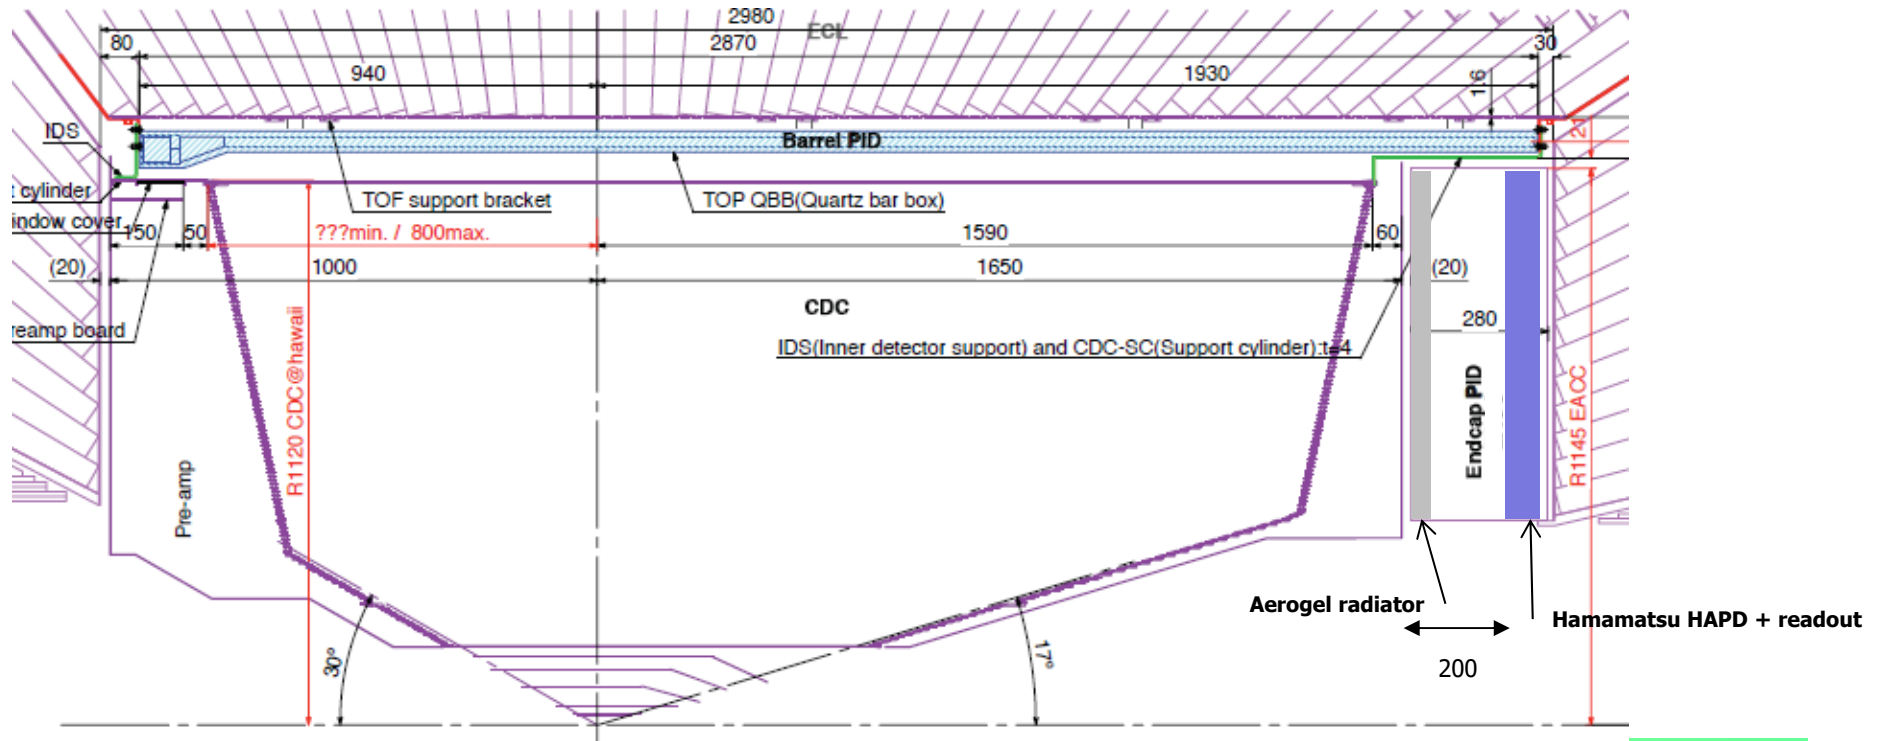 2980
ECL
80
2870
30
940
1930
16
IDS
21
Barrel PID
t cylinder
TOF support bracket
TOP QBB(Quartz bar box)
indow cover
150
50
???min. / 800max.
1590
60
(20)
1000
1650
(20)
CDC
reamp board
280
IDS(Inner detector support) and CDC-SC(Support cylinder):t=4
R1120 CDC@hawaii
Pre-amp
Endcap PID
R1145 EACC
Aerogel radiator
Hamamatsu HAPD + readout
200
30°
17°